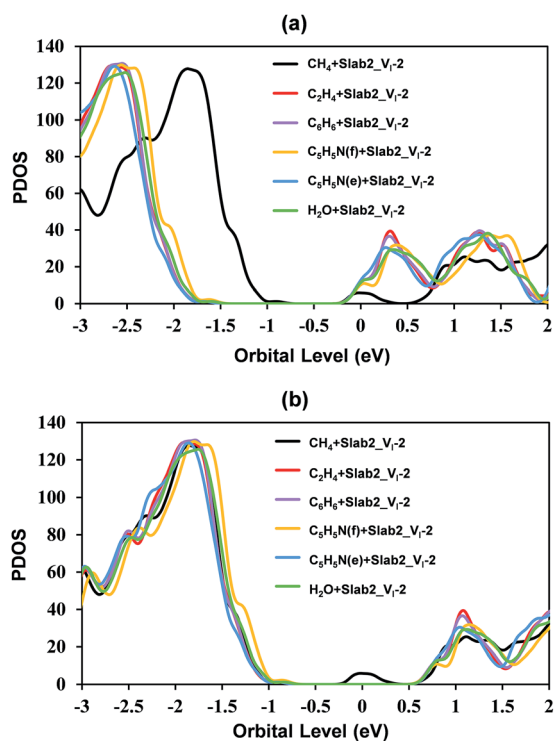 (a)
140
120
100
80
60
40
20
0
PDOS
CH₄+Slab2_Vᵢ-2
C₂H₄+Slab2_Vᵢ-2
C₆H₆+Slab2_Vᵢ-2
C₅H₅N(f)+Slab2_Vᵢ-2
C₅H₅N(e)+Slab2_Vᵢ-2
H₂O+Slab2_Vᵢ-2
-3 -2.5 -2 -1.5 -1 -0.5 0 0.5 1 1.5 2
Orbital Level (eV)
(b)
140
120
100
80
60
40
20
0
PDOS
CH₄+Slab2_Vᵢ-2
C₂H₄+Slab2_Vᵢ-2
C₆H₆+Slab2_Vᵢ-2
C₅H₅N(f)+Slab2_Vᵢ-2
C₅H₅N(e)+Slab2_Vᵢ-2
H₂O+Slab2_Vᵢ-2
-3 -2.5 -2 -1.5 -1 -0.5 0 0.5 1 1.5 2
Orbital Level (eV)